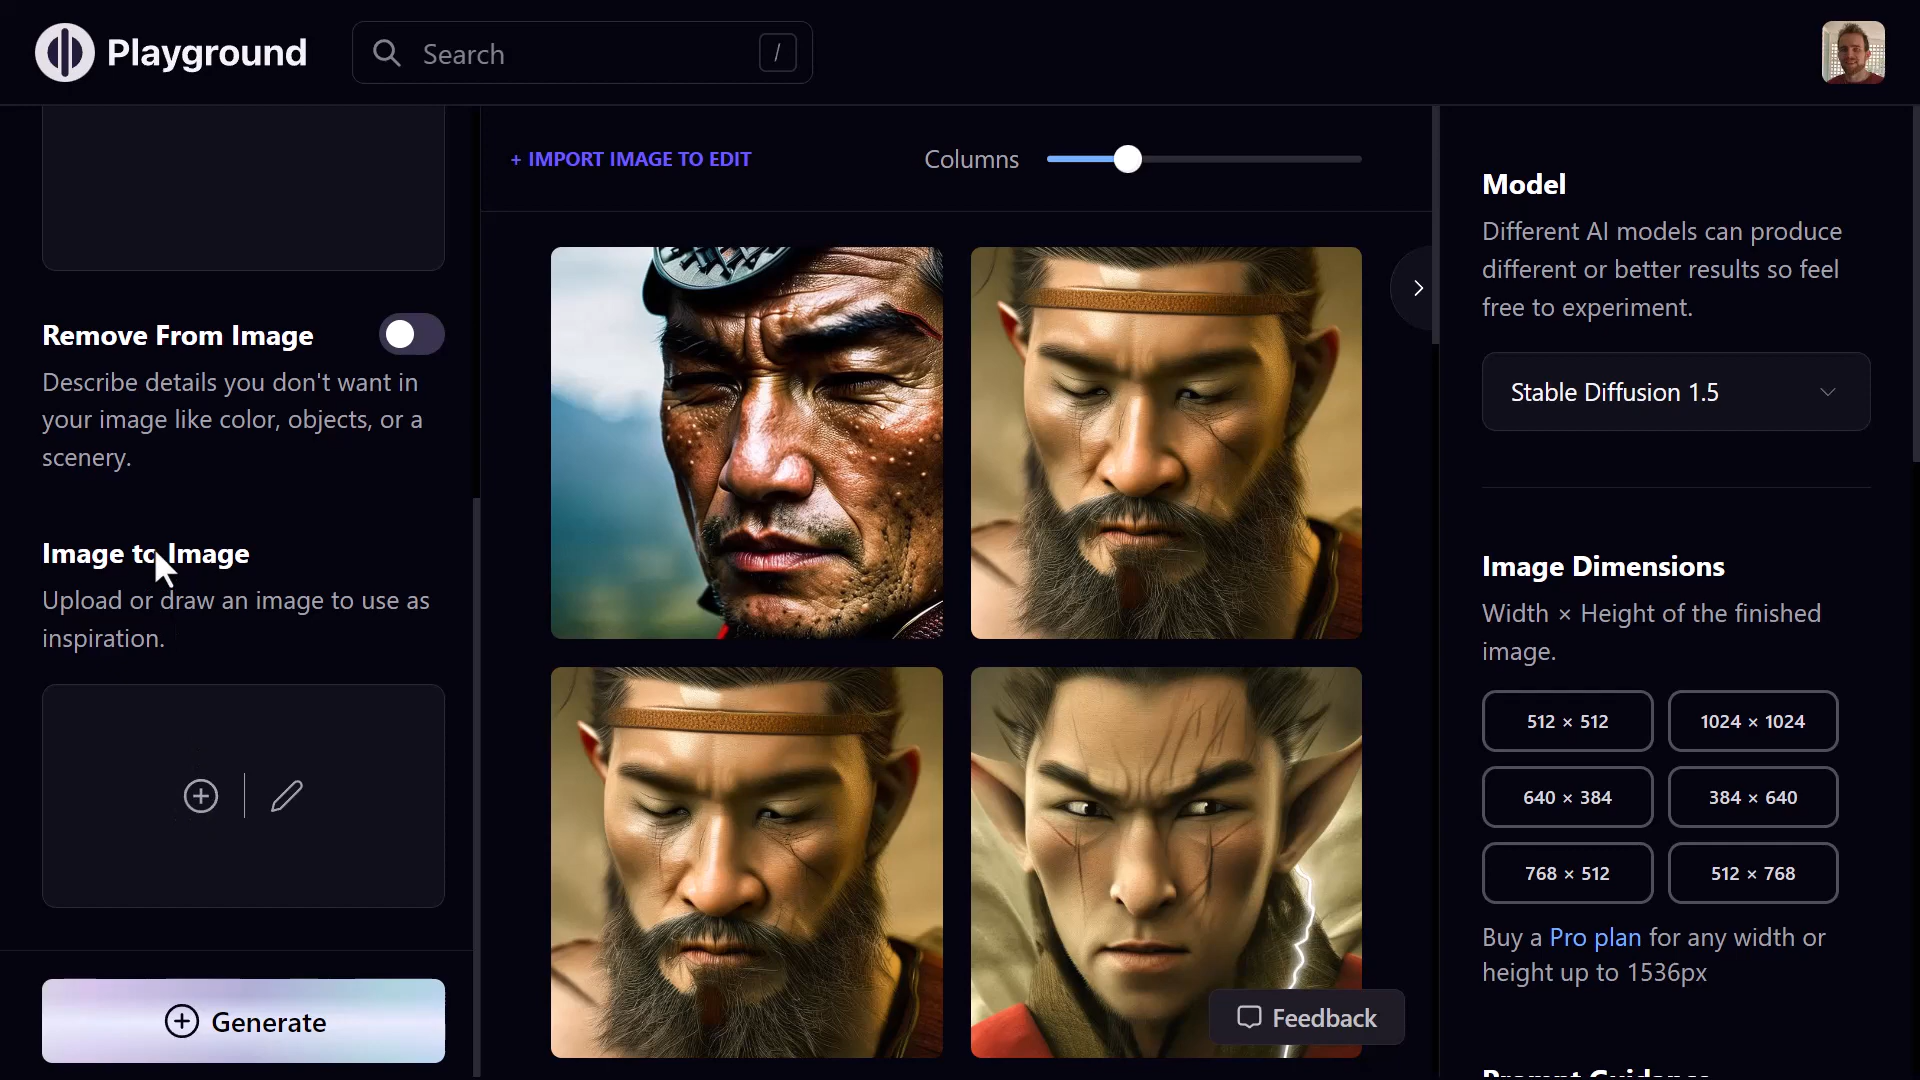 Playground
Search
/
+ IMPORT IMAGE TO EDIT
Columns
Remove From Image
Describe details you don't want in
your image like color, objects, or a
scenery.
Image to Image
Upload or draw an image to use as
inspiration.
Generate
Feedback
Model
Different AI models can produce
different or better results so feel
free to experiment.
Stable Diffusion 1.5
Image Dimensions
Width × Height of the finished
image.
512 × 512
1024 × 1024
640 × 384
384 × 640
768 × 512
512 × 768
Buy a Pro plan for any width or
height up to 1536px
Prompt Guidance